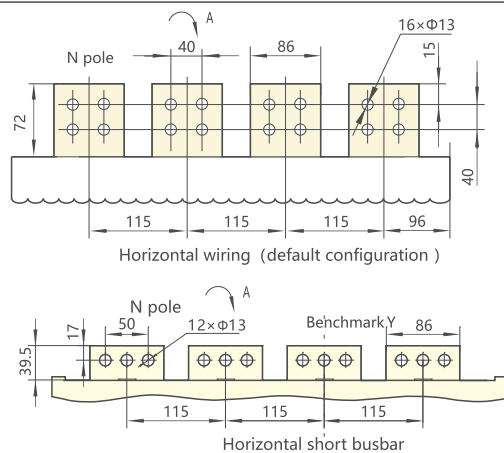 A
16×Φ13
N pole
40
86
15
72
40
115
115
115
96
Horizontal wiring（default configuration ）
N pole
A
17
50
12×Φ13
Benchmark,Y
86
39.5
115
115
115
Horizontal short busbar